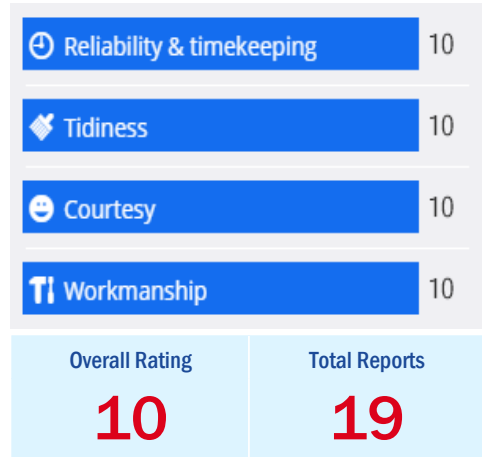 Reliability & timekeeping 10
Tidiness 10
Courtesy 10
Workmanship 10
Overall Rating Total Reports
10 19